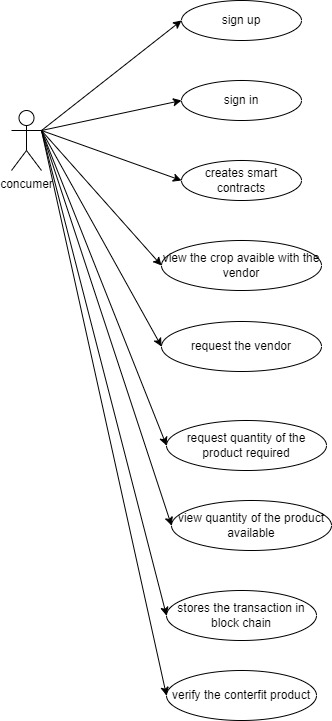 sign up
sign in
concumer
creates smart
contracts
view the crop avaible with the
vendor
request the vendor
request quantity of the
product required
view quantity of the product
available
stores the transaction in
block chain
verify the conterfit product